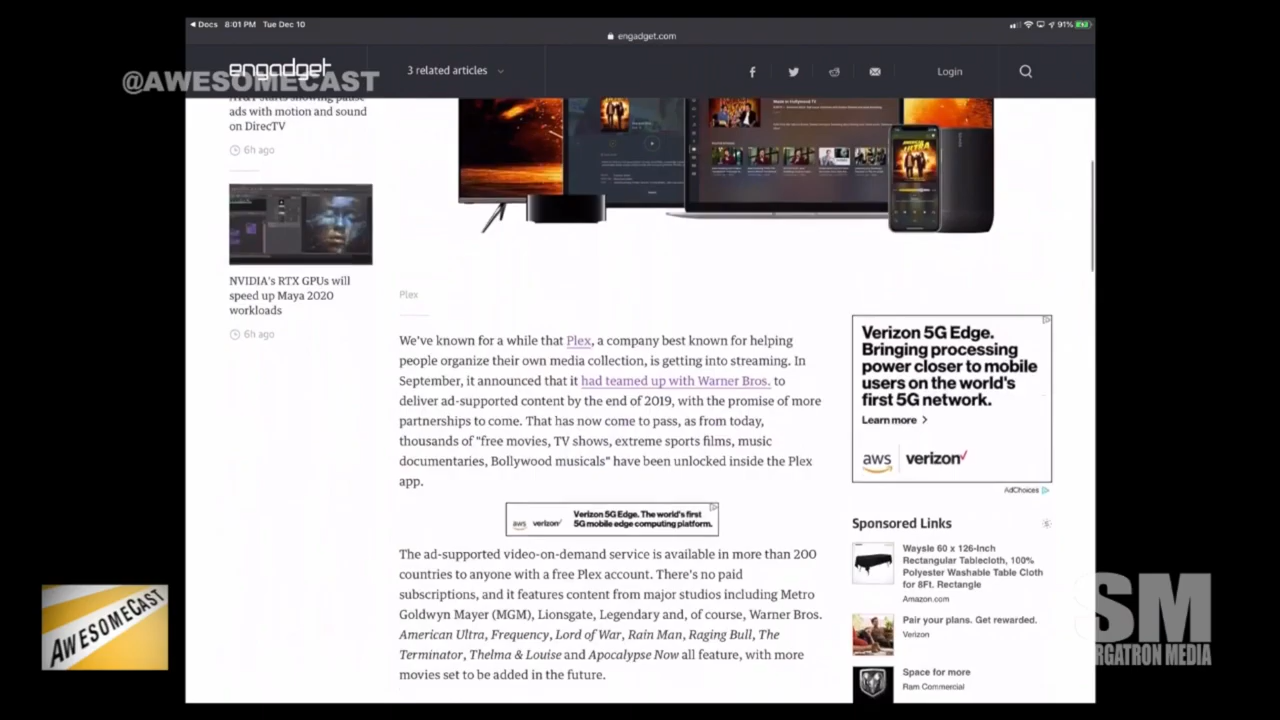 Docs 8:01 PM Tue Dec 10
91%
engadget.com
engadget
3 related articles
Login
@AWESOMECAST
ads with motion and sound
on DirecTV
6h ago
NVIDIA's RTX GPUs will
speed up Maya 2020
workloads
6h ago
Plex
We've known for a while that Plex, a company best known for helping
people organize their own media collection, is getting into streaming. In
September, it announced that it had teamed up with Warner Bros. to
deliver ad-supported content by the end of 2019, with the promise of more
partnerships to come. That has now come to pass, as from today,
thousands of "free movies, TV shows, extreme sports films, music
documentaries, Bollywood musicals" have been unlocked inside the Plex
app.
aws verizon Verizon 5G Edge. The world's first
5G mobile edge computing platform.
The ad-supported video-on-demand service is available in more than 200
countries to anyone with a free Plex account. There's no paid
subscriptions, and it features content from major studios including Metro
Goldwyn Mayer (MGM), Lionsgate, Legendary and, of course, Warner Bros.
American Ultra, Frequency, Lord of War, Rain Man, Raging Bull, The
Terminator, Thelma & Louise and Apocalypse Now all feature, with more
movies set to be added in the future.
Verizon 5G Edge.
Bringing processing
power closer to mobile
users on the world's
first 5G network.
Learn more >
aws verizon
AdChoices
Sponsored Links
Waysle 60 x 126-Inch
Rectangular Tablecloth, 100%
Polyester Washable Table Cloth
for 8Ft. Rectangle
Amazon.com
Pair your plans. Get rewarded.
Verizon
Space for more
Ram Commercial
AWESOMECAST
SM
RGATRON MEDIA